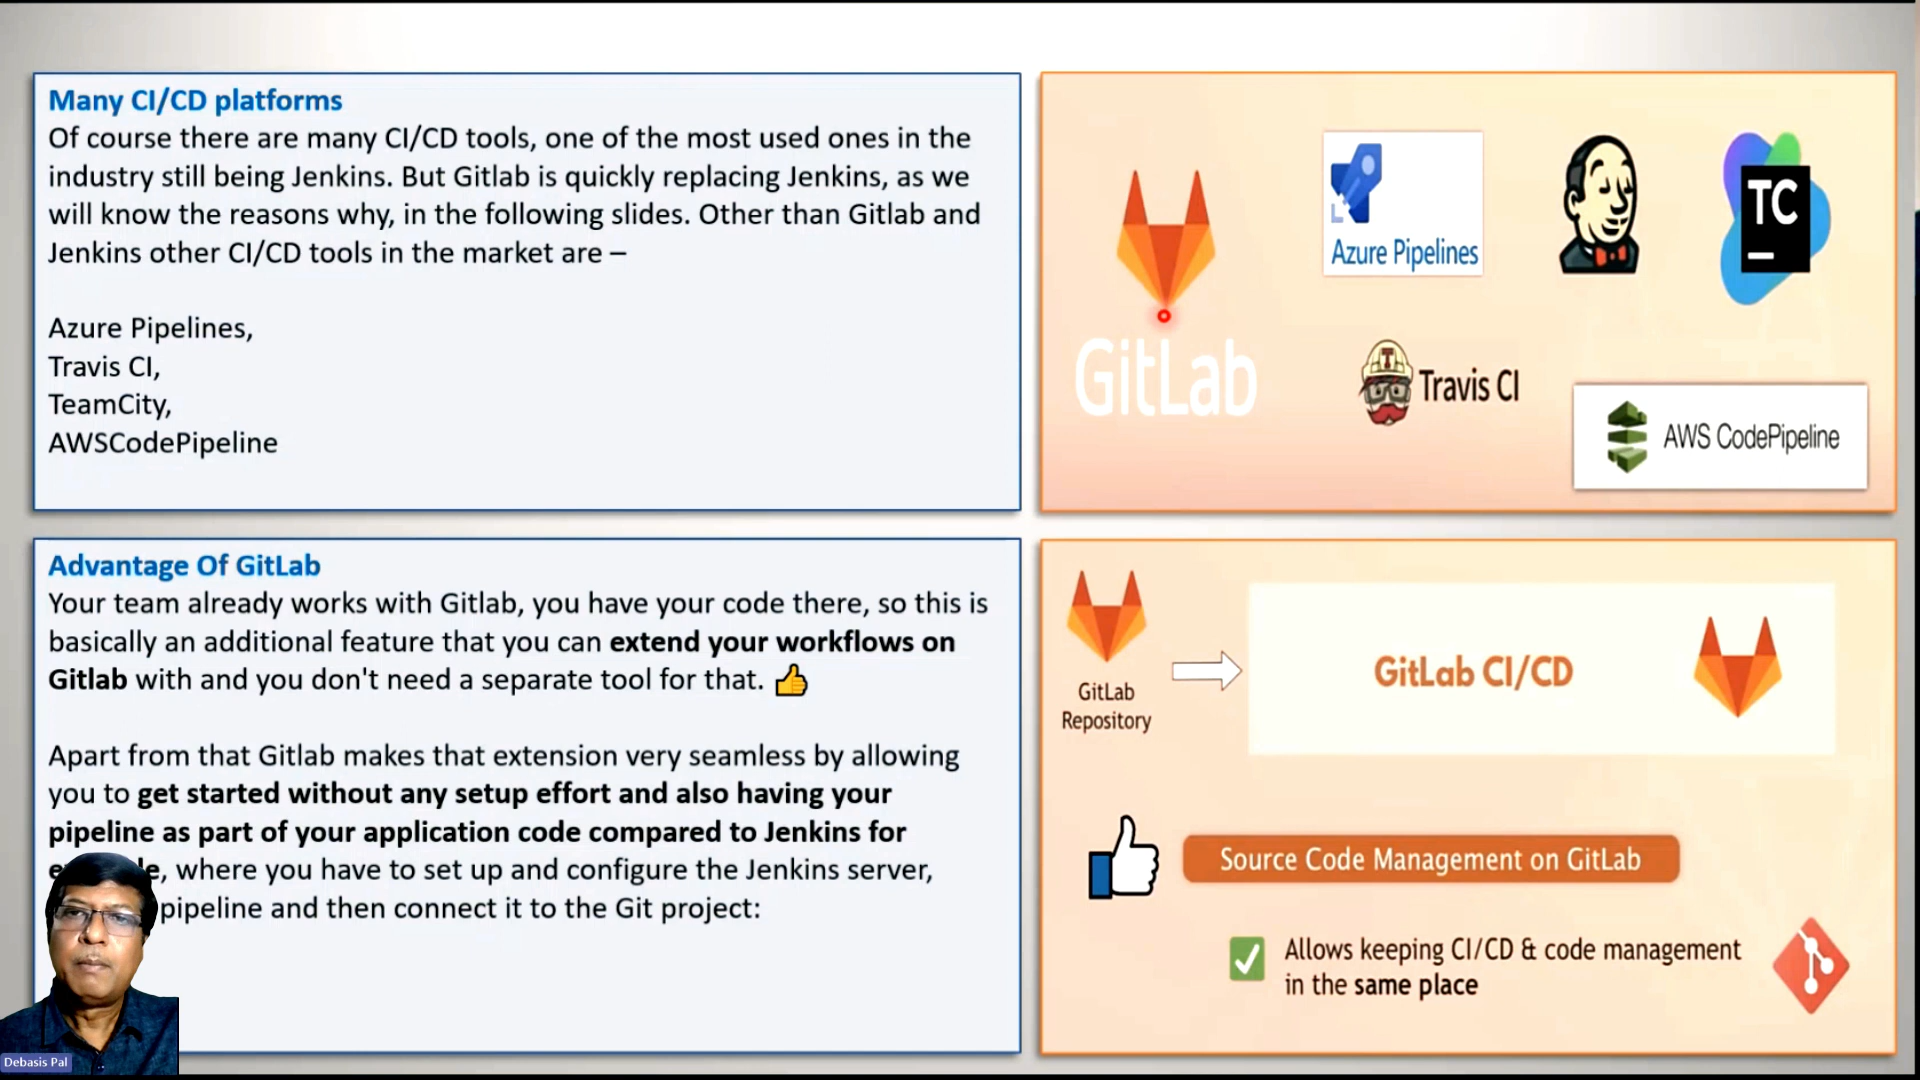 Many CI/CD platforms
Of course there are many CI/CD tools, one of the most used ones in the
industry still being Jenkins. But Gitlab is quickly replacing Jenkins, as we
will know the reasons why, in the following slides. Other than Gitlab and
Jenkins other CI/CD tools in the market are –
Azure Pipelines,
Travis CI,
TeamCity,
AWSCodePipeline
GitLab
Azure Pipelines
TC
T
Travis CI
AWS CodePipeline
Advantage Of GitLab
Your team already works with Gitlab, you have your code there, so this is
basically an additional feature that you can extend your workflows on
Gitlab with and you don't need a separate tool for that.
Apart from that Gitlab makes that extension very seamless by allowing
you to get started without any setup effort and also having your
pipeline as part of your application code compared to Jenkins for
where you have to set up and configure the Jenkins server,
pipeline and then connect it to the Git project:
Debasis Pal
GitLab
Repository
GitLab CI/CD
Source Code Management on GitLab
Allows keeping CI/CD & code management
in the same place